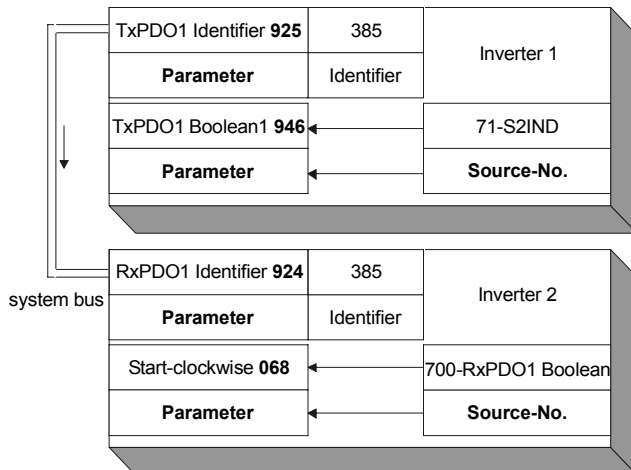 TxPDO1 Identifier 925 385
Inverter 1
Parameter Identifier
TxPDO1 Boolean1 946 71-S2IND
Parameter Source-No.
system bus
RxPDO1 Identifier 924 385
Inverter 2
Parameter Identifier
Start-clockwise 068 700-RxPDO1 Boolean
Parameter Source-No.